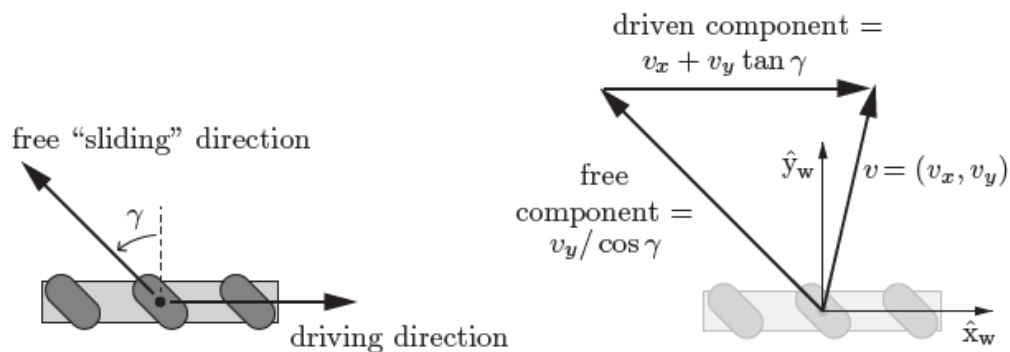 free “sliding” direction
γ
driving direction
driven component =
v_x + v_y tan γ
free
component =
v_y / cos γ
ŷ_w
v = (v_x, v_y)
x̂_w